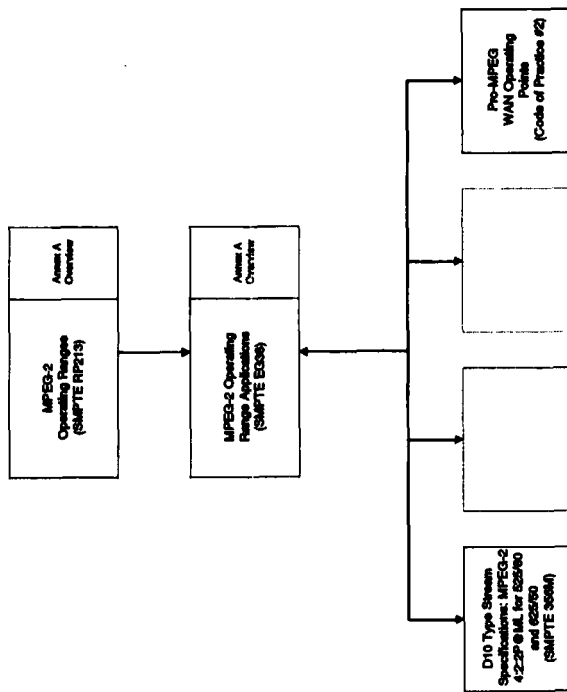 MPEG-2
Operating Ranges
(SMPTE RP213)
Annex A
Overview
MPEG-2 Operating
Range Applications
(SMPTE EG38)
Annex A
Overview
D10 Type Stream
Specifications: MPEG-2
4:2:2P@ML for 525/60
and 625/50
(SMPTE 356M)
Pro-MPEG
WAN Operating
Points
(Code of Practice #2)